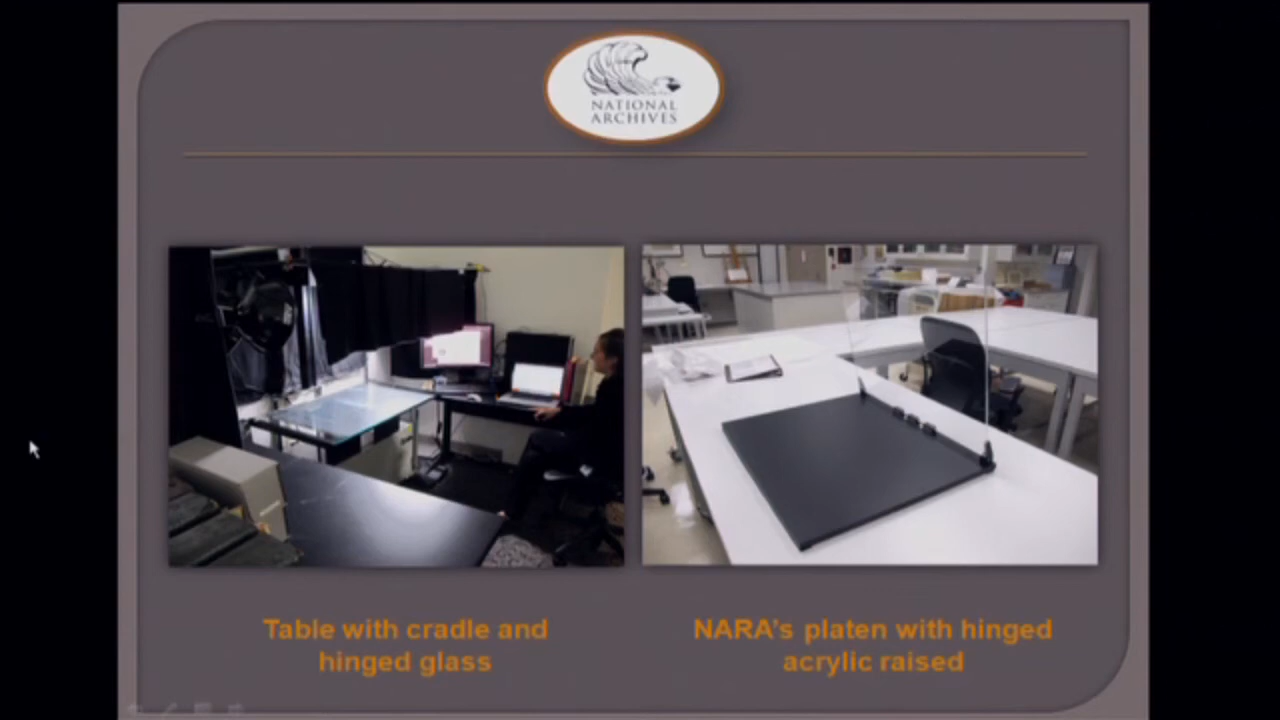 NATIONAL
ARCHIVES
Table with cradle and
hinged glass
NARA's platen with hinged
acrylic raised